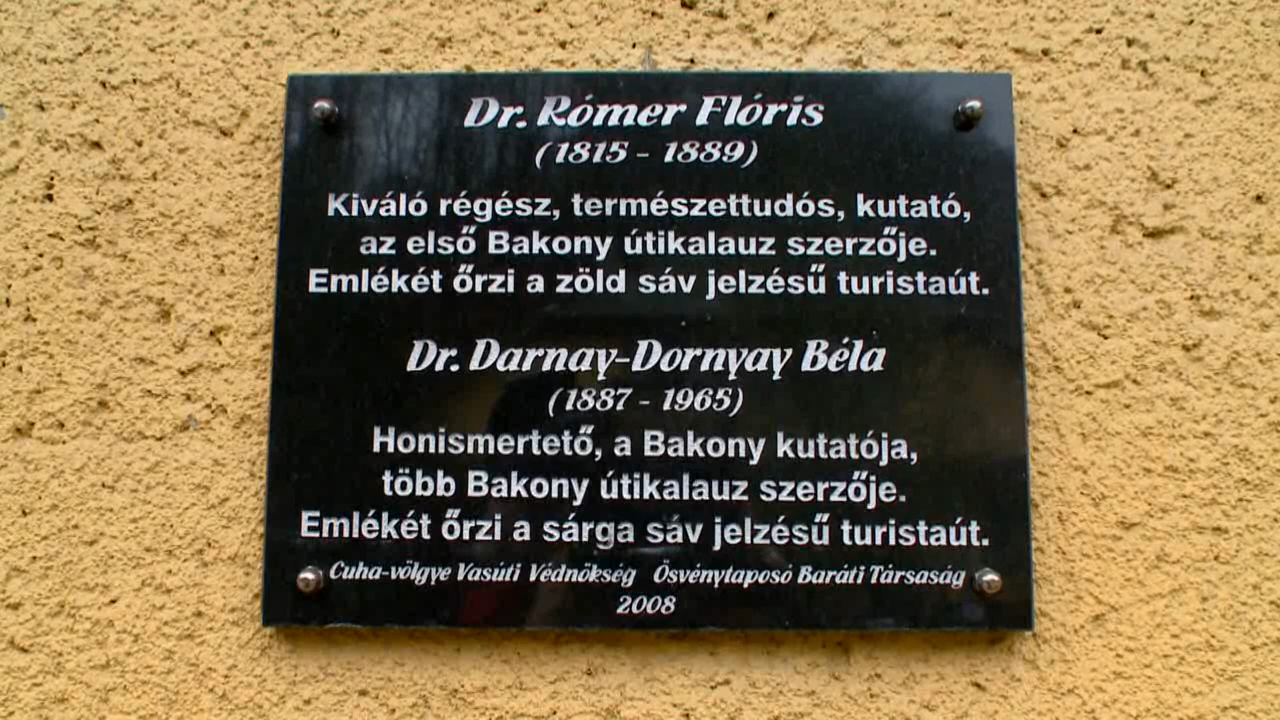 Dr. Rómer Flóris
(1815 - 1889)
Kiváló régész, természettudós, kutató,
az első Bakony útikalauz szerzője.
Emlékét őrzi a zöld sáv jelzésű turistaút.
Dr. Darnay-Dornyay Béla
(1887 - 1965)
Honismertető, a Bakony kutatója,
több Bakony útikalauz szerzője.
Emlékét őrzi a sárga sáv jelzésű turistaút.
Cuha-völgye Vasúti Védnökség Ösvénytaposó Baráti Társaság
2008